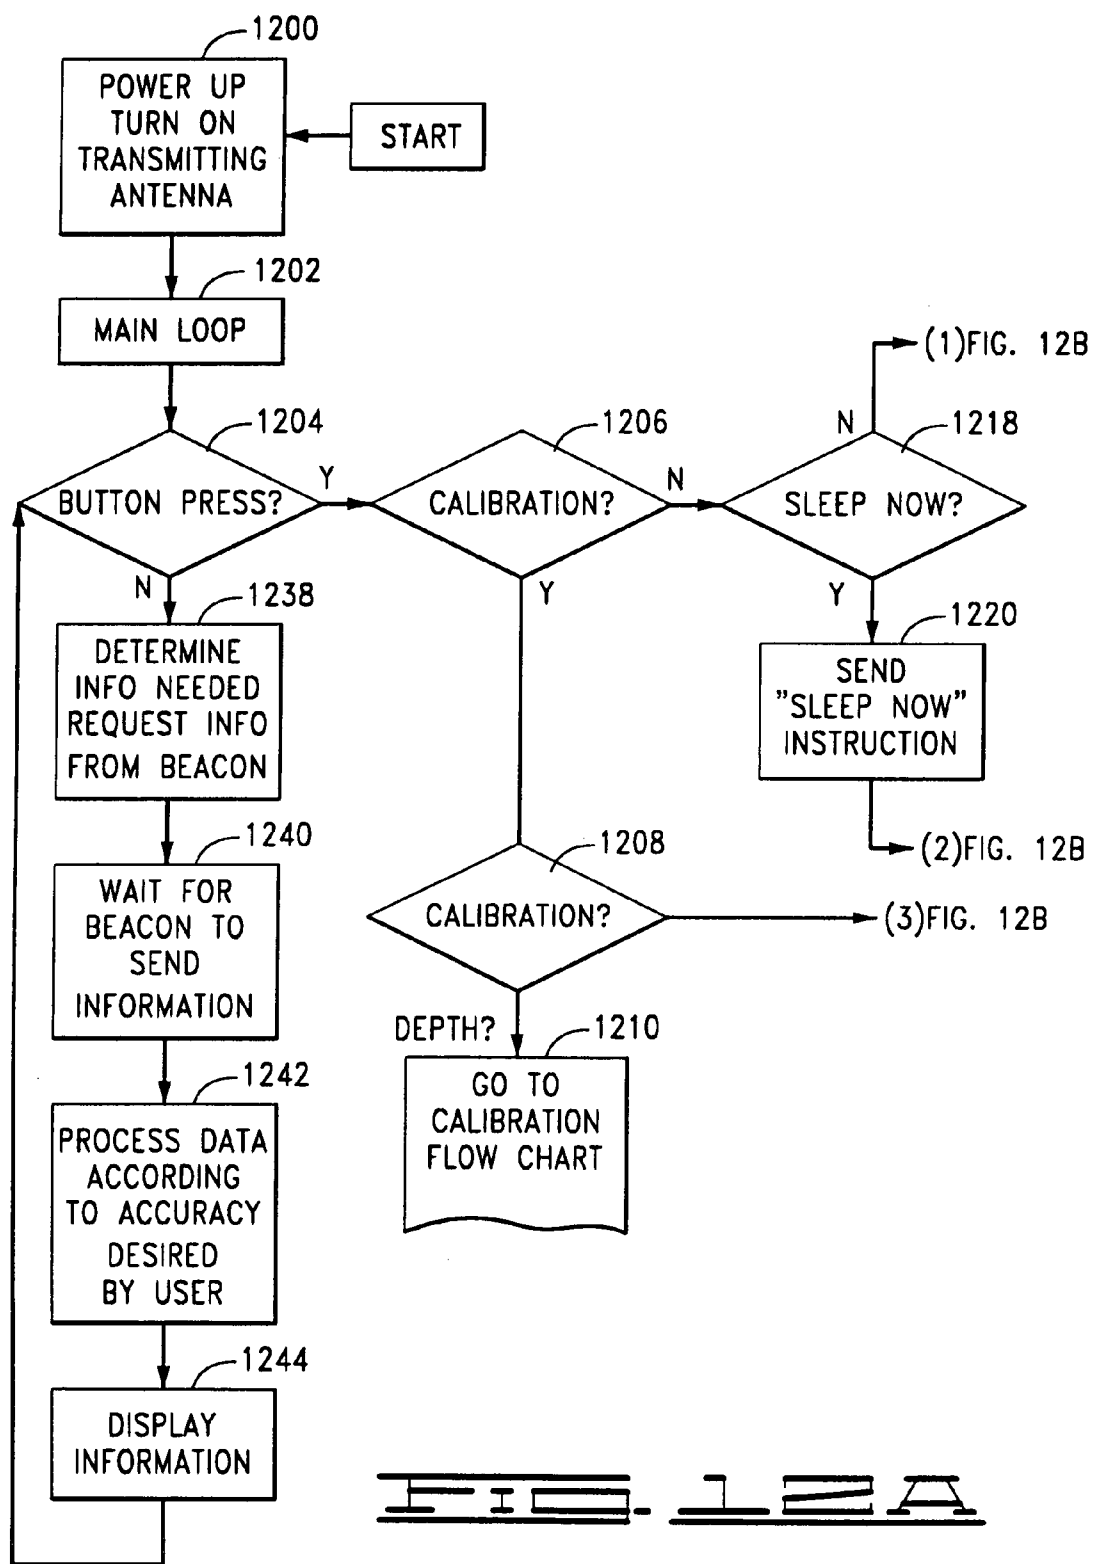 1200
POWER UP
TURN ON
TRANSMITTING
ANTENNA
START
1202
MAIN LOOP
(1)FIG. 12B
1204
BUTTON PRESS?
Y
N
1206
CALIBRATION?
N
Y
1218
N
SLEEP NOW?
Y
1238
DETERMINE
INFO NEEDED
REQUEST INFO
FROM BEACON
1220
SEND
"SLEEP NOW"
INSTRUCTION
(2)FIG. 12B
1240
WAIT FOR
BEACON TO
SEND
INFORMATION
1208
CALIBRATION?
(3)FIG. 12B
DEPTH?
1210
GO TO
CALIBRATION
FLOW CHART
1242
PROCESS DATA
ACCORDING
TO ACCURACY
DESIRED
BY USER
1244
DISPLAY
INFORMATION
FIG. 12A